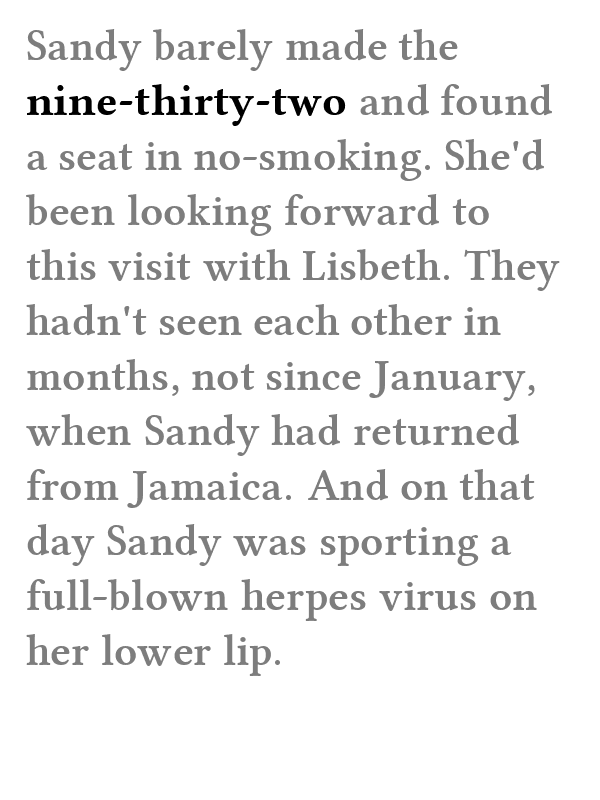 Sandy barely made the
nine-thirty-two and found
a seat in no-smoking. She'd
been looking forward to
this visit with Lisbeth. They
hadn't seen each other in
months, not since January,
when Sandy had returned
from Jamaica. And on that
day Sandy was sporting a
full-blown herpes virus on
her lower lip.